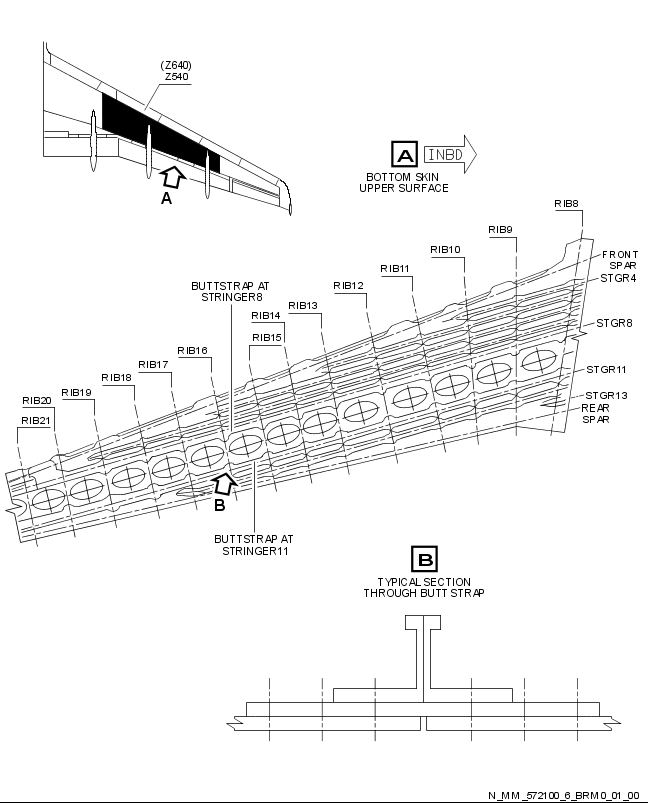 (Z640)
Z540
A
A
INBD
BOTTOM SKIN
UPPER SURFACE
RIB8
RIB9
RIB10
RIB11
RIB12
RIB13
RIB14
RIB15
RIB16
RIB17
RIB18
RIB19
RIB20
RIB21
FRONT
SPAR
STGR4
STGR8
STGR11
STGR13
REAR
SPAR
BUTTSTRAP AT
STRINGER8
B
BUTTSTRAP AT
STRINGER11
B
TYPICAL SECTION
THROUGH BUTT STRAP
N_MM_572100_6_BRM0_01_00